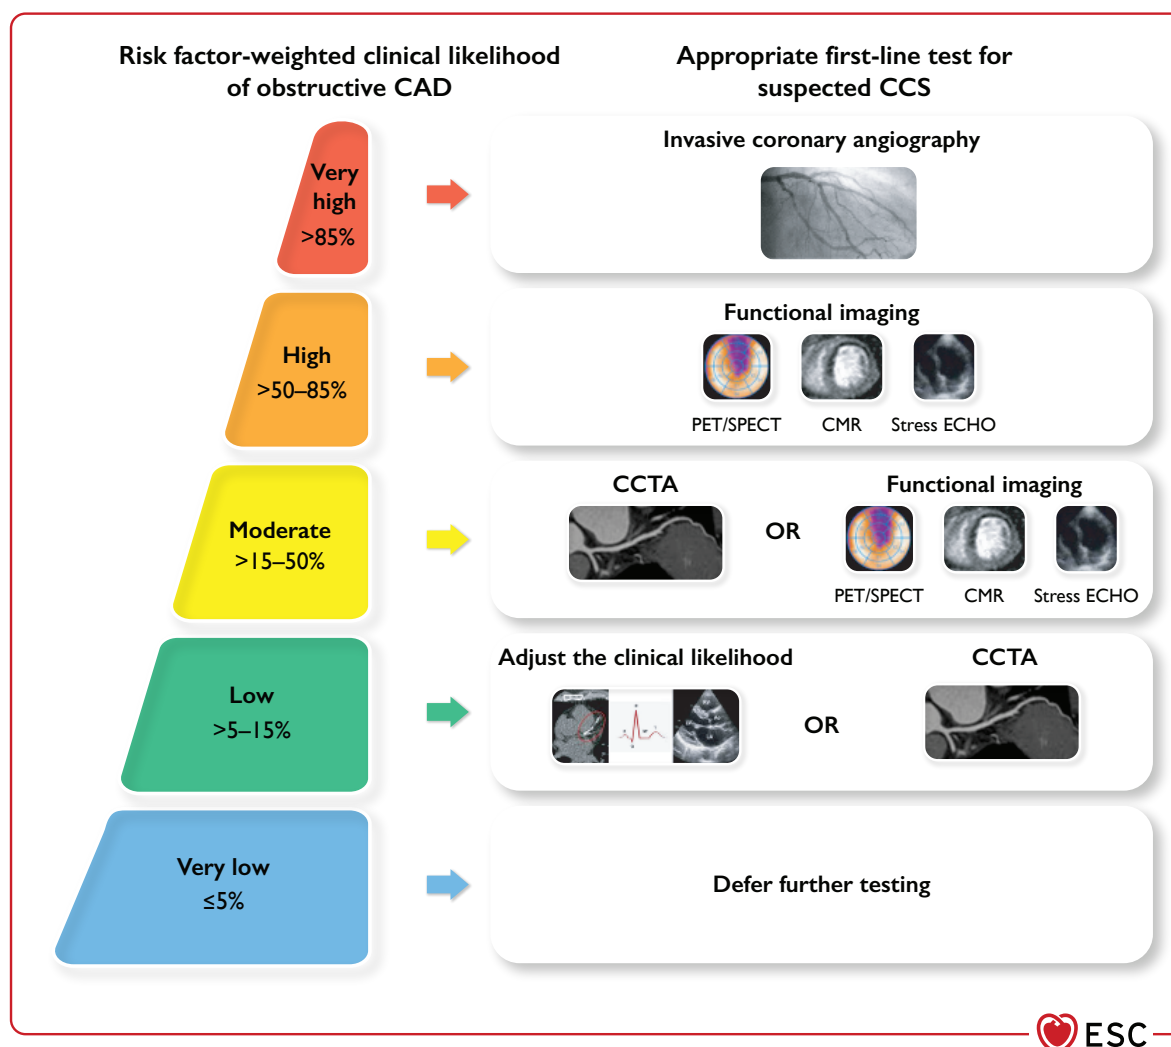 Risk factor-weighted clinical likelihood
of obstructive CAD
Appropriate first-line test for
suspected CCS
Very
high
>85%
Invasive coronary angiography
High
>50–85%
Functional imaging
PET/SPECT
CMR
Stress ECHO
Moderate
>15–50%
CCTA
OR
Functional imaging
PET/SPECT
CMR
Stress ECHO
Low
>5–15%
Adjust the clinical likelihood
OR
CCTA
Very low
≤5%
Defer further testing
ESC